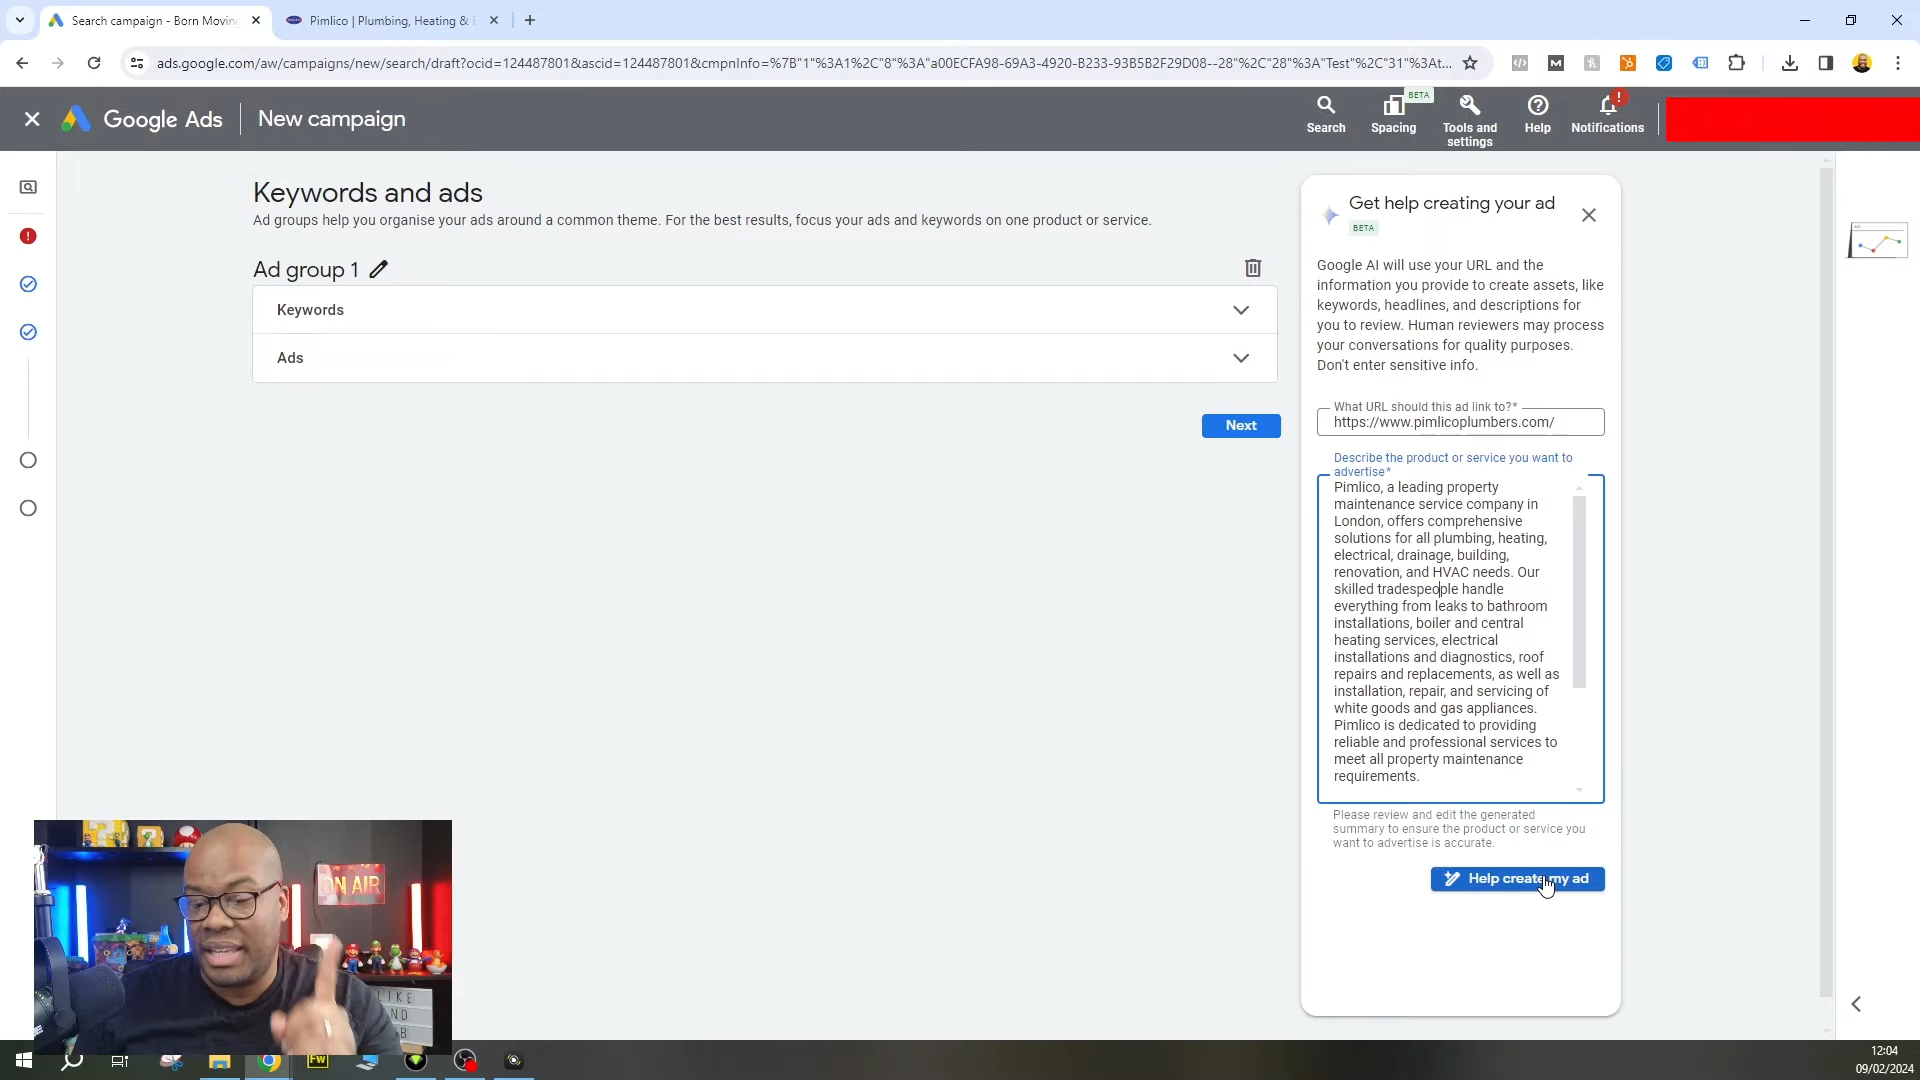 Search campaign - Born Movin
Pimlico | Plumbing, Heating & E
ads.google.com/aw/campaigns/new/search/draft?ocid=124487801&ascid=124487801&cmpnInfo=%7B"1"%3A1%2C"8"%3A"a00ECFA98-69A3-4920-B233-93B5B2F29D08--28"%2C"28"%3A"Test"%2C"31"%3At...
Google Ads
New campaign
Search
BETA
Spacing
Tools and
settings
Help
Notifications
Keywords and ads
Ad groups help you organise your ads around a common theme. For the best results, focus your ads and keywords on one product or service.
Ad group 1
Keywords
Ads
Next
Get help creating your ad
BETA
Google AI will use your URL and the
information you provide to create assets, like
keywords, headlines, and descriptions for
you to review. Human reviewers may process
your conversations for quality purposes.
Don't enter sensitive info.
What URL should this ad link to?*
https://www.pimlicoplumbers.com/
Describe the product or service you want to
advertise*
Pimlico, a leading property
maintenance service company in
London, offers comprehensive
solutions for all plumbing, heating,
electrical, drainage, building,
renovation, and HVAC needs. Our
skilled tradespeople handle
everything from leaks to bathroom
installations, boiler and central
heating services, electrical
installations and diagnostics, roof
repairs and replacements, as well as
installation, repair, and servicing of
white goods and gas appliances.
Pimlico is dedicated to providing
reliable and professional services to
meet all property maintenance
requirements.
Please review and edit the generated
summary to ensure the product or service you
want to advertise is accurate.
Help create my ad
ON AIR
LIKE
ND
B
FW
12:04
09/02/2024